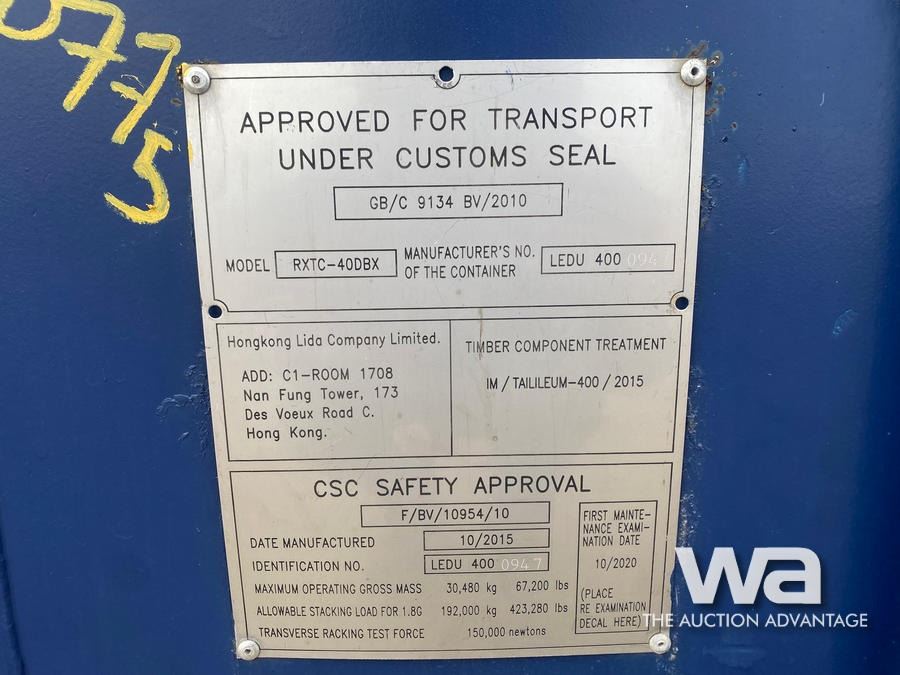 0775
APPROVED FOR TRANSPORT
UNDER CUSTOMS SEAL
GB/C 9134 BV/2010
MODEL RXTC-40DBX MANUFACTURER'S NO. OF THE CONTAINER LEDU 400 0947
Hongkong Lida Company Limited.
ADD: C1-ROOM 1708
Nan Fung Tower, 173
Des Voeux Road C.
Hong Kong.
TIMBER COMPONENT TREATMENT
IM / TAILILEUM-400 / 2015
CSC SAFETY APPROVAL
F/BV/10954/10
DATE MANUFACTURED 10/2015
IDENTIFICATION NO. LEDU 400 0947
MAXIMUM OPERATING GROSS MASS 30,480 kg 67,200 lbs
ALLOWABLE STACKING LOAD FOR 1.8G 192,000 kg 423,280 lbs
TRANSVERSE RACKING TEST FORCE 150,000 newtons
FIRST MAINTE-
NANCE EXAMI-
NATION DATE
10/2020
(PLACE
RE EXAMINATION
DECAL HERE)
wa
THE AUCTION ADVANTAGE